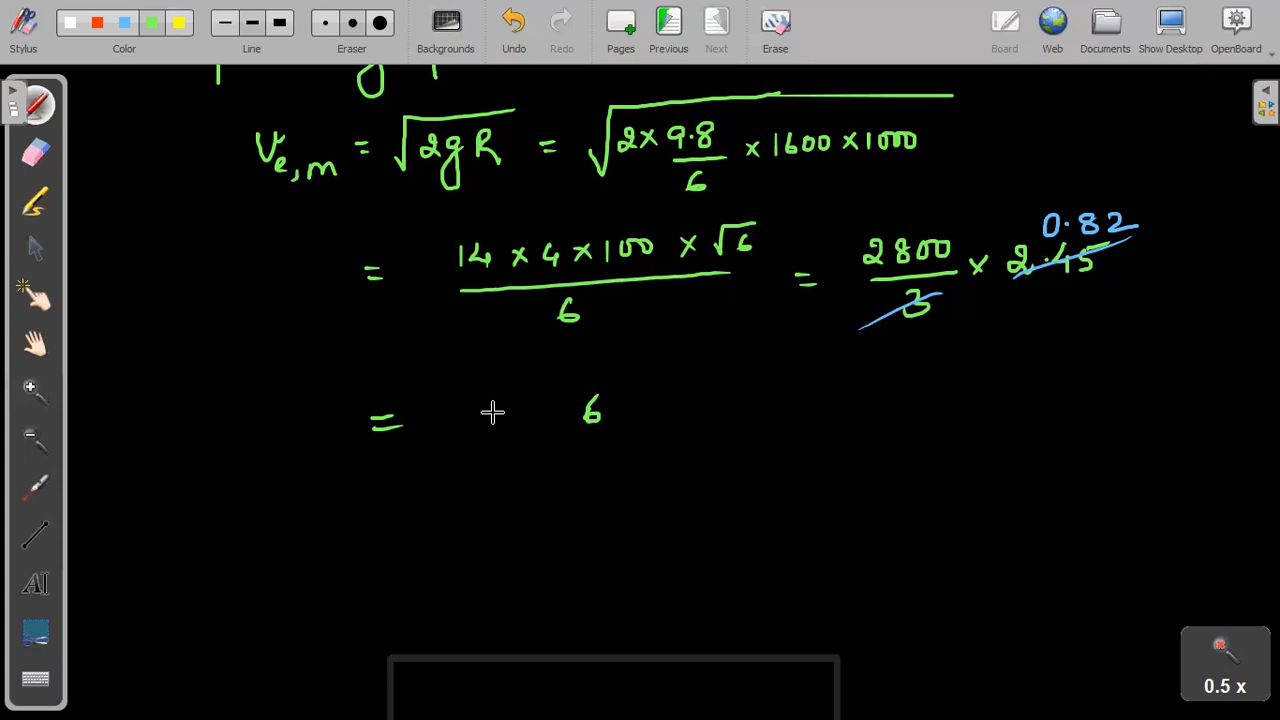 Stylus Color Line Eraser Backgrounds Undo Redo Pages Previous Next Erase Board Web Documents Show Desktop OpenBoard
Ve,m = √2gR = √2 × 9.8/6 × 1600 × 1000
= 14 × 4 × 100 × √6 / 6 = 2800/3 × 2.45 0.82
= 6
0.5 x